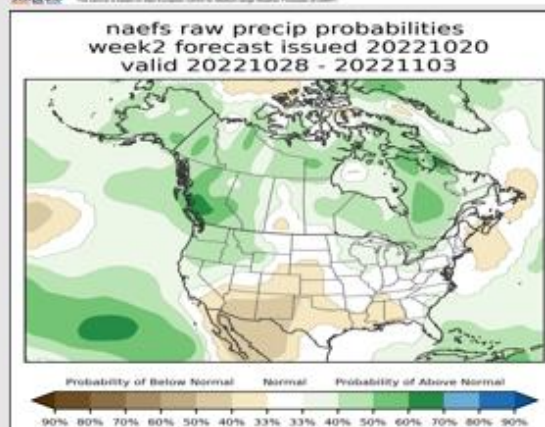 naefs raw precip probabilities
week2 forecast issued 20221020
valid 20221028 - 20221103
Probability of Below Normal Normal Probability of Above Normal
90% 80% 70% 60% 50% 40% 33% 33% 40% 50% 60% 70% 80% 90%